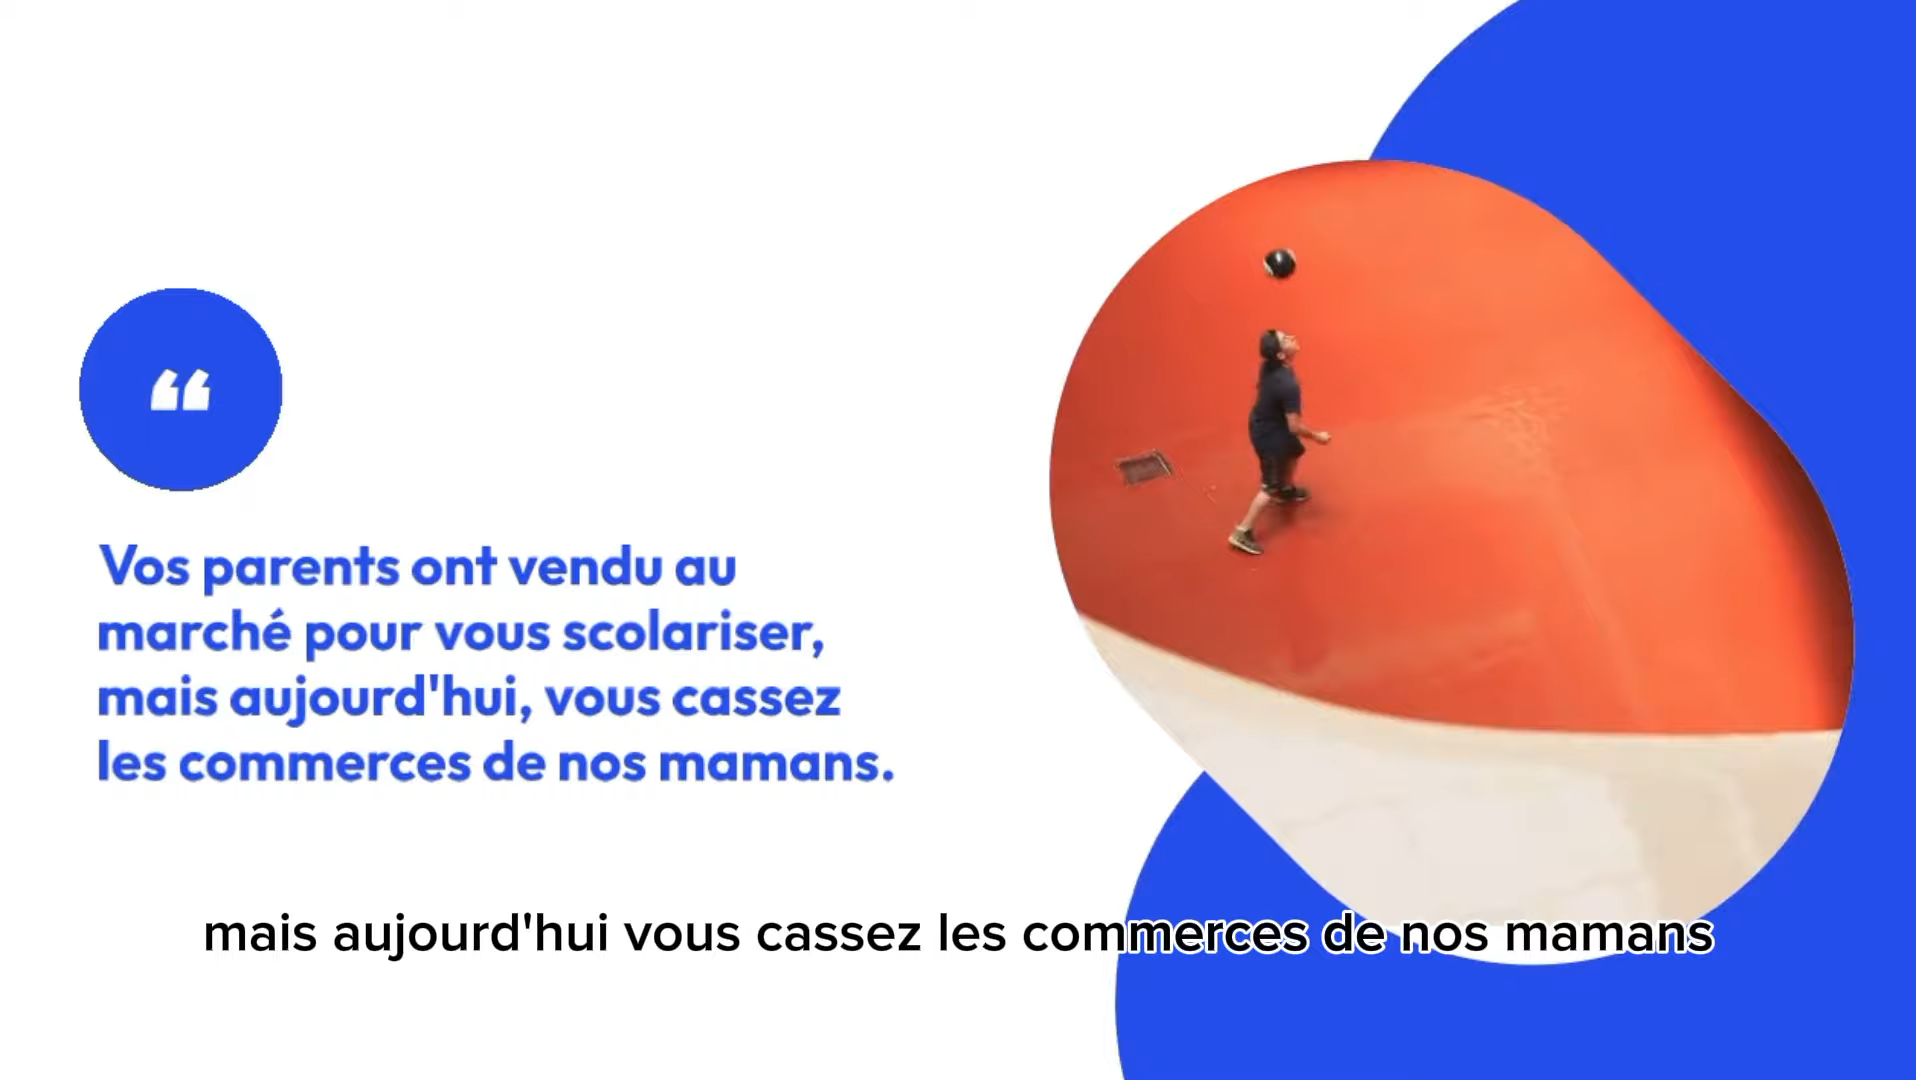 “
Vos parents ont vendu au
marché pour vous scolariser,
mais aujourd'hui, vous cassez
les commerces de nos mamans.
mais aujourd'hui vous cassez les commerces de nos mamans